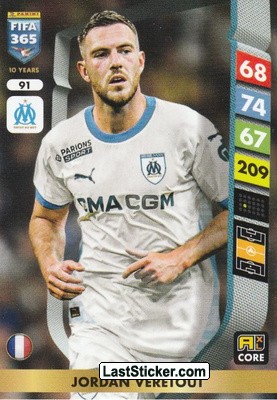 PANINI
FIFA
365
10 YEARS
91
68
74
67
209
PARIONS
SPORT
CMA CGM
CORE
JORDAN VERETOUT
LastSticker.com